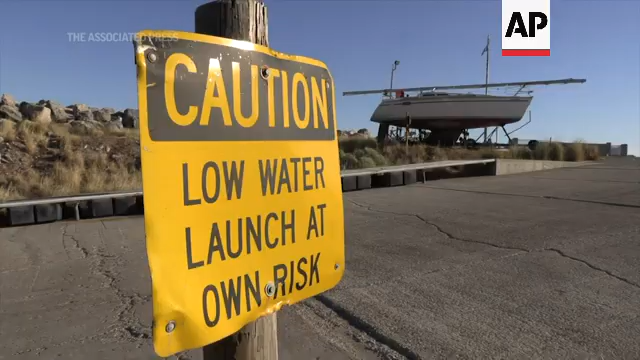 THE ASSOCIATED PRESS
AP
CAUTION
LOW WATER
LAUNCH AT
OWN RISK